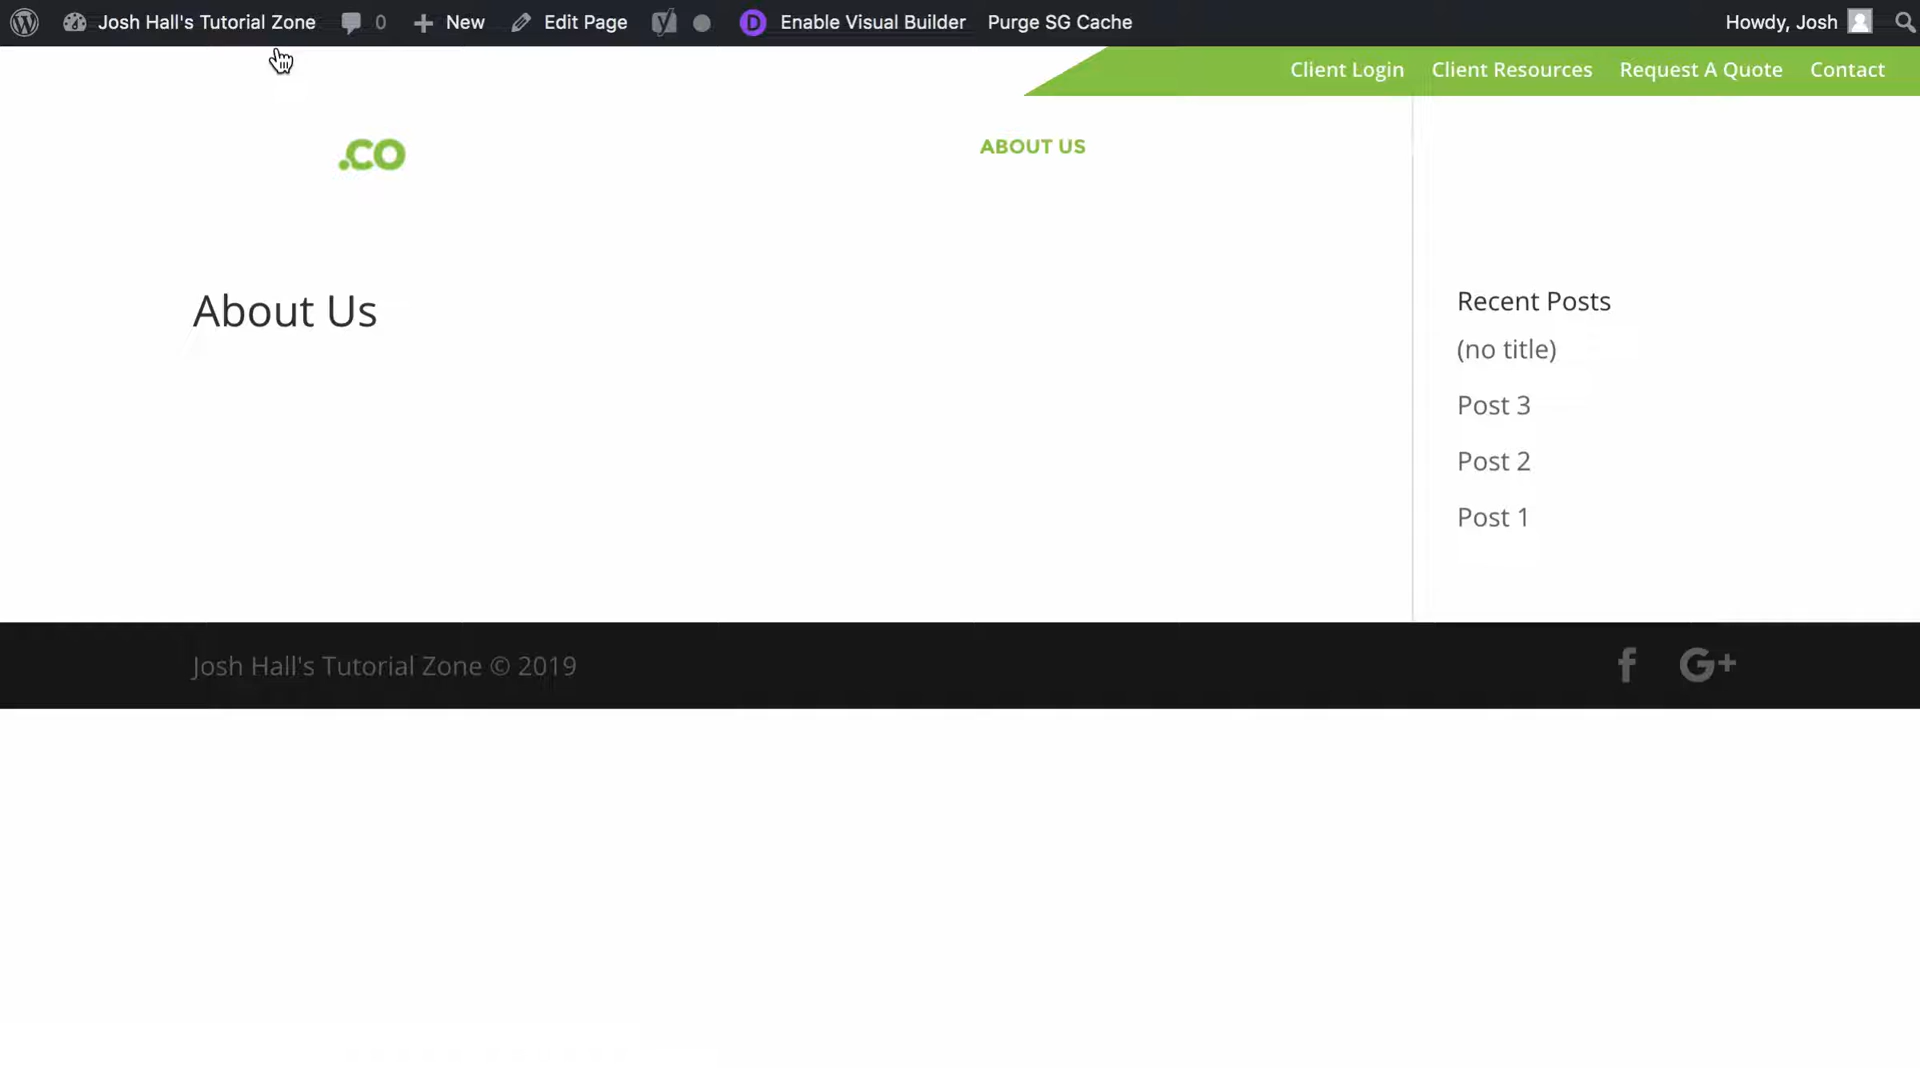 Josh Hall's Tutorial Zone 0 New Edit Page Enable Visual Builder Purge SG Cache Howdy, Josh
Client Login Client Resources Request A Quote Contact
.CO
ABOUT US
About Us
Recent Posts
(no title)
Post 3
Post 2
Post 1
Josh Hall's Tutorial Zone © 2019